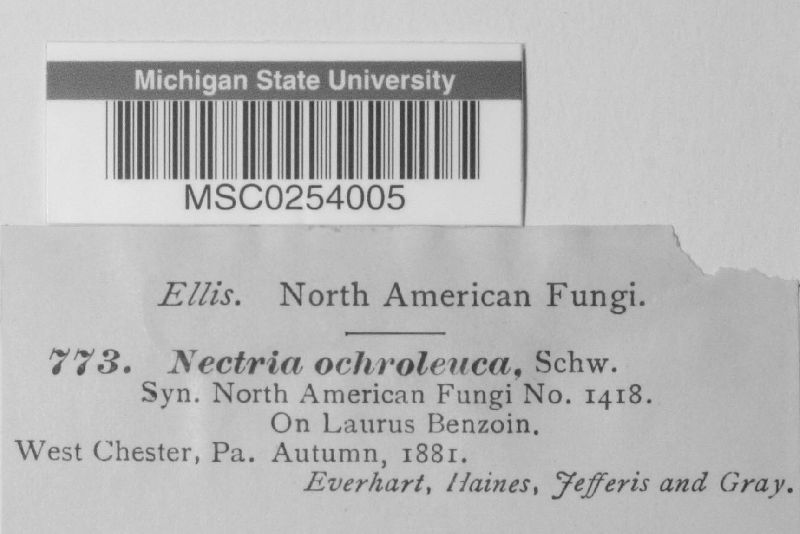 Michigan State University
MSC0254005
Ellis. North American Fungi.
773. Nectria ochroleuca, Schw.
Syn. North American Fungi No. 1418.
On Laurus Benzoin.
West Chester, Pa. Autumn, 1881.
Everhart, Haines, Jefferis and Gray.